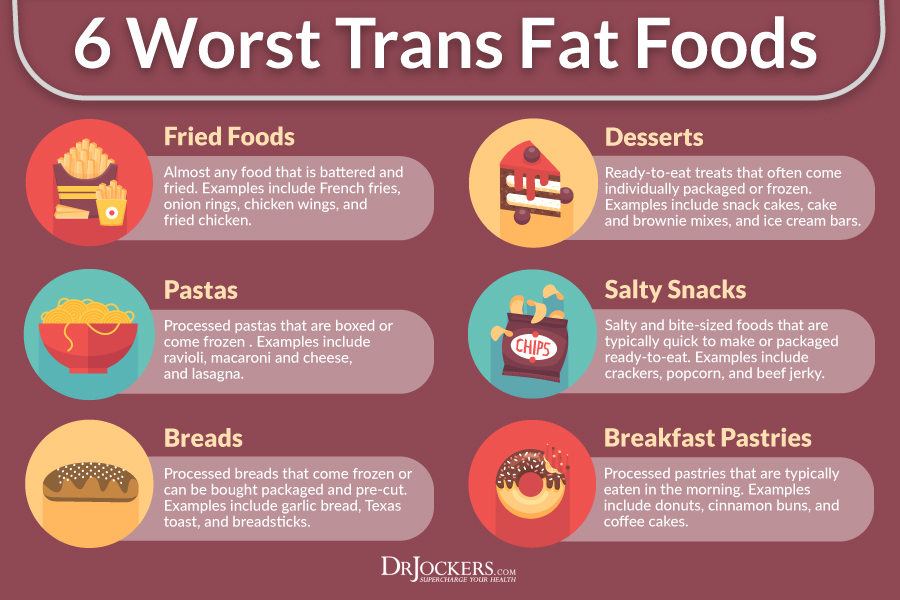 6 Worst Trans Fat Foods
Fried Foods
Almost any food that is battered and
fried. Examples include French fries,
onion rings, chicken wings, and
fried chicken.
Desserts
Ready-to-eat treats that often come
individually packaged or frozen.
Examples include snack cakes, cake
and brownie mixes, and ice cream bars.
Pastas
Processed pastas that are boxed or
come frozen . Examples include
ravioli, macaroni and cheese,
and lasagna.
Salty Snacks
Salty and bite-sized foods that are
typically quick to make or packaged
ready-to-eat. Examples include
crackers, popcorn, and beef jerky.
CHIPS
Breads
Processed breads that come frozen or
can be bought packaged and pre-cut.
Examples include garlic bread, Texas
toast, and breadsticks.
Breakfast Pastries
Processed pastries that are typically
eaten in the morning. Examples
include donuts, cinnamon buns, and
coffee cakes.
DRJOCKERS.COM
SUPERCHARGE YOUR HEALTH